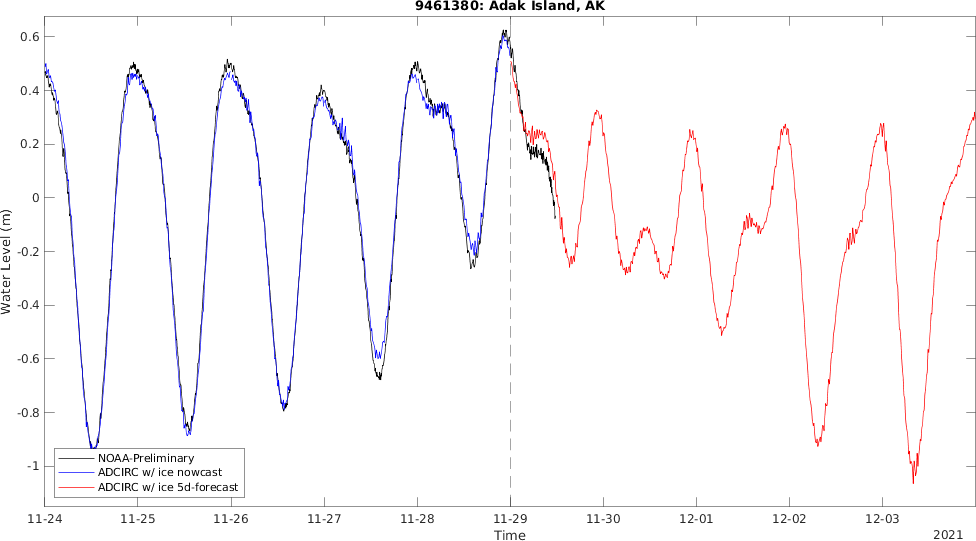 9461380: Adak Island, AK
0.6
0.4
0.2
0
-0.2
-0.4
-0.6
-0.8
-1
Water Level (m)
NOAA-Preliminary
ADCIRC w/ ice nowcast
ADCIRC w/ ice 5d-forecast
11-24 11-25 11-26 11-27 11-28 11-29 11-30 12-01 12-02 12-03
Time
2021